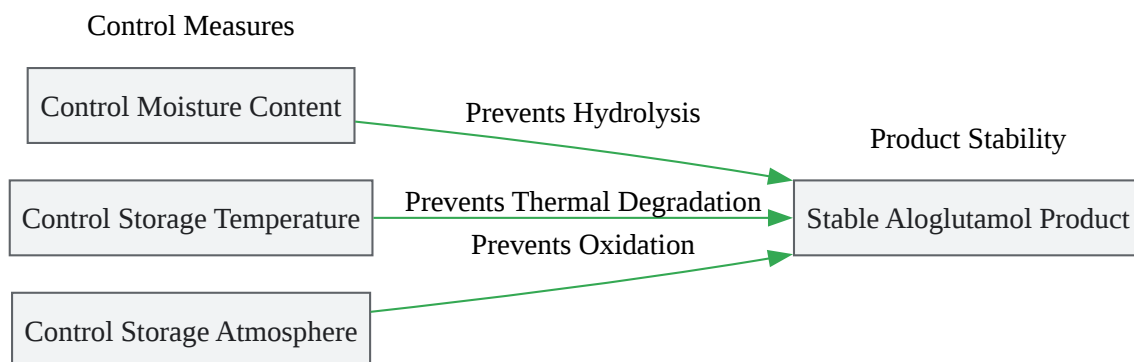 Control Measures
Control Moisture Content
Prevents Hydrolysis
Product Stability
Control Storage Temperature
Prevents Thermal Degradation
Stable Aloglutamol Product
Prevents Oxidation
Control Storage Atmosphere